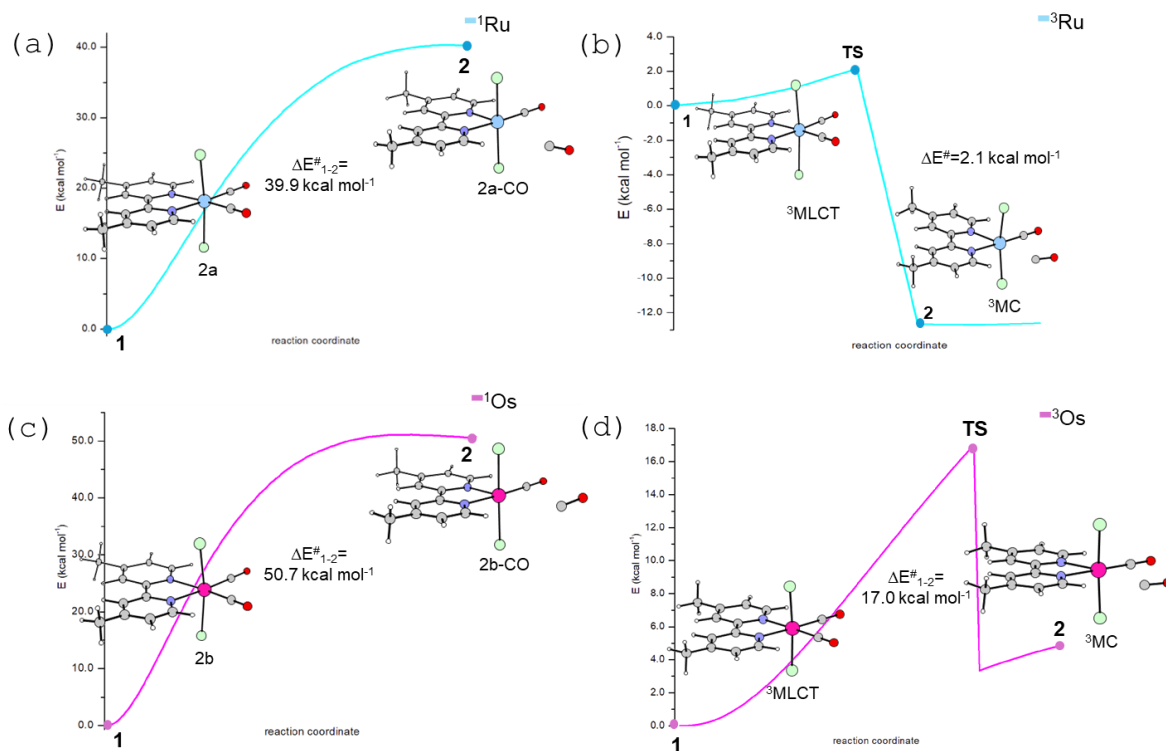 (a)
¹Ru
E (kcal mol⁻¹)
40.0
30.0
20.0
10.0
0.0
2
ΔE#₁₋₂=
39.9 kcal mol⁻¹
2a-CO
2a
1
reaction coordinate
(b)
³Ru
E (kcal mol⁻¹)
4.0
2.0
0.0
-2.0
-4.0
-6.0
-8.0
-10.0
-12.0
TS
1
ΔE#=2.1 kcal mol⁻¹
³MLCT
³MC
2
reaction coordinate
(c)
¹Os
E (kcal mol⁻¹)
50.0
40.0
30.0
20.0
10.0
0.0
2
ΔE#₁₋₂=
50.7 kcal mol⁻¹
2b-CO
2b
1
reaction coordinate
(d)
³Os
E (kcal mol⁻¹)
18.0
16.0
14.0
12.0
10.0
8.0
6.0
4.0
2.0
0.0
TS
ΔE#₁₋₂=
17.0 kcal mol⁻¹
2
³MC
³MLCT
1
reaction coordinate